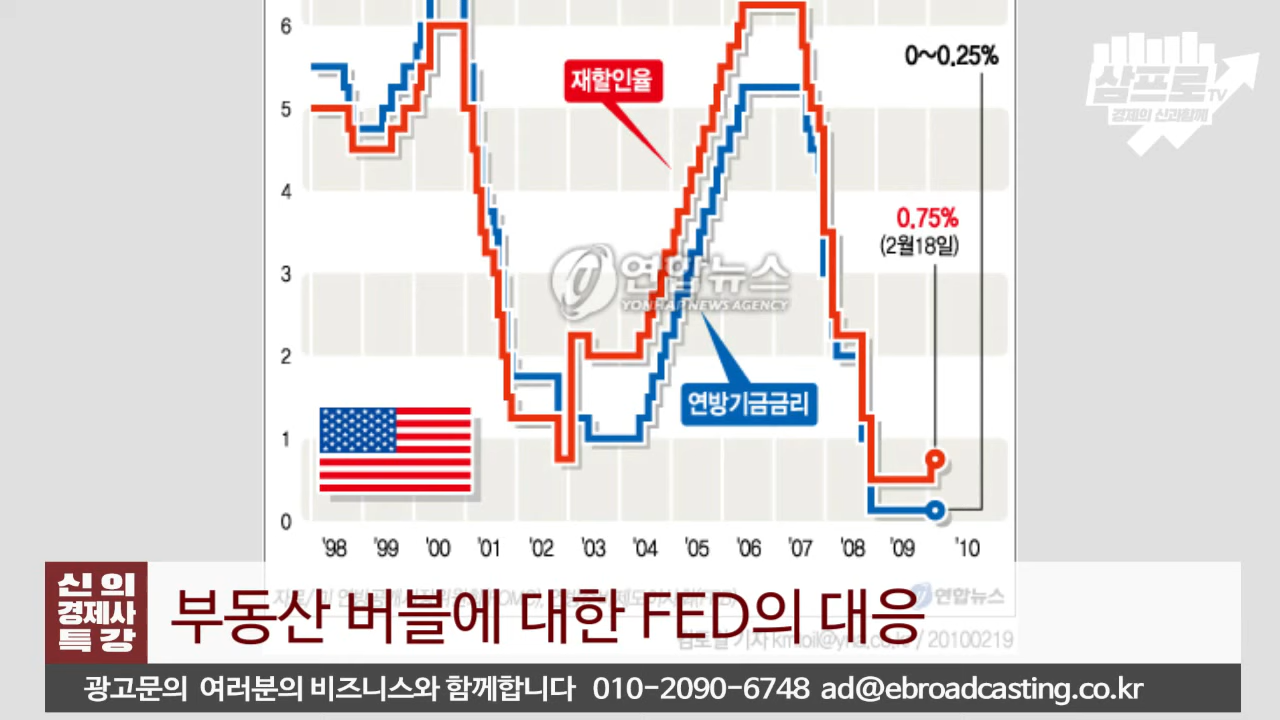 6
0~0.25%
삼프로TV
경제의 신과함께
재할인율
5
4
0.75%
(2월18일)
3
연합뉴스
YONHAP NEWS AGENCY
2
연방기금금리
1
0
'98 '99 '00 '01 '02 '03 '04 '05 '06 '07 '08 '09 '10
신의
경제사
특강
연합뉴스
부동산 버블에 대한 FED의 대응
kmtoil@yna.co.kr / 20100219
광고문의 여러분의 비즈니스와 함께합니다 010-2090-6748 ad@ebroadcasting.co.kr